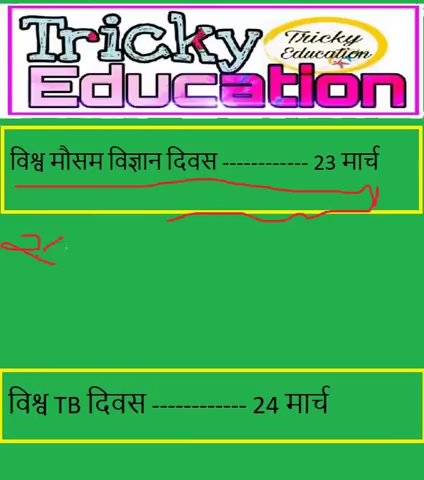 Tricky
Education
Tricky
Education
विश्व मौसम विज्ञान दिवस ------------ 23 मार्च
विश्व TB दिवस ------------ 24 मार्च